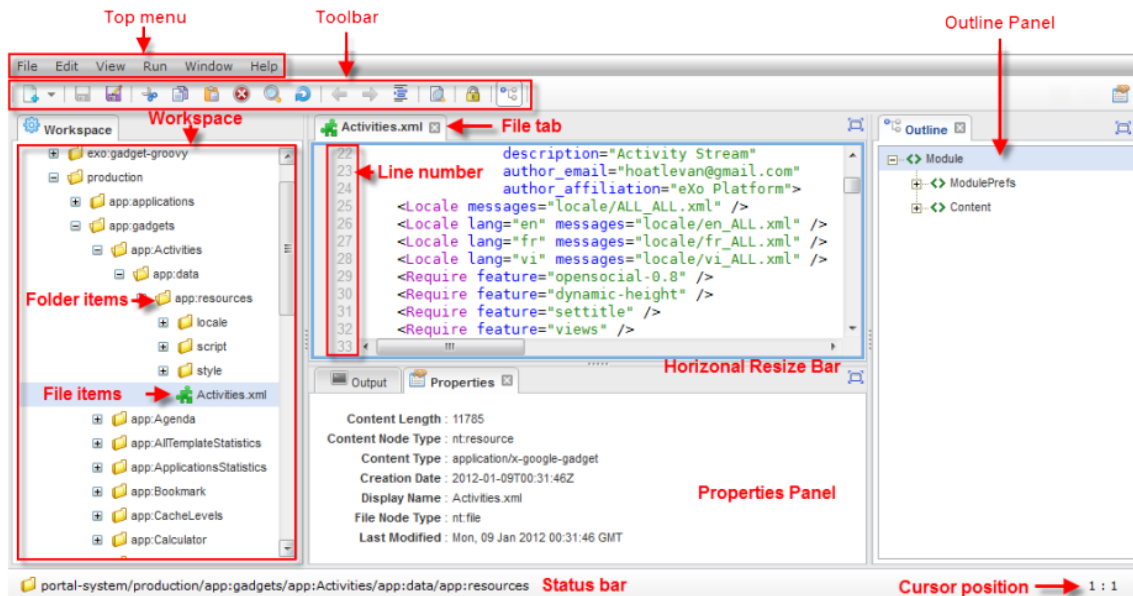 Top menu
Toolbar
Outline Panel
File Edit View Run Window Help
Workspace
Workspace
Activities.xml
File tab
Outline
exo:gadget-groovy
production
app:applications
app:gadgets
app:Activities
app:data
Folder items
app:resources
locale
script
style
File items
Activities.xml
app:Agenda
app:AllTemplateStatistics
app:ApplicationsStatistics
app:Bookmark
app:CacheLevels
app:Calculator
Line number
22 description="Activity Stream"
23 author_email="hoatlevan@gmail.com"
24 author_affiliation="eXo Platform">
25 <Locale messages="locale/ALL_ALL.xml" />
26 <Locale lang="en" messages="locale/en_ALL.xml" />
27 <Locale lang="fr" messages="locale/fr_ALL.xml" />
28 <Locale lang="vi" messages="locale/vi_ALL.xml" />
29 <Require feature="opensocial-0.8" />
30 <Require feature="dynamic-height" />
31 <Require feature="settitle" />
32 <Require feature="views" />
33
Horizonal Resize Bar
Output
Properties
Content Length : 11785
Content Node Type : nt:resource
Content Type : application/x-google-gadget
Creation Date : 2012-01-09T00:31:46Z
Display Name : Activities.xml
File Node Type : nt:file
Last Modified : Mon, 09 Jan 2012 00:31:46 GMT
Properties Panel
Module
ModulePrefs
Content
portal-system/production/app:gadgets/app:Activities/app:data/app:resources
Status bar
Cursor position
1 : 1